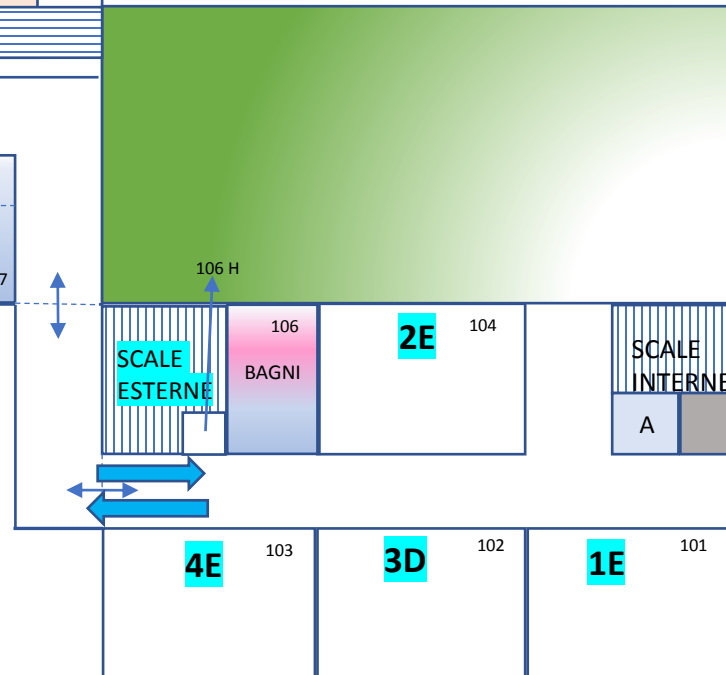 7
106 H
SCALE
ESTERNE
106
BAGNI
2E
104
SCALE
INTERNE
A
4E
103
3D
102
1E
101